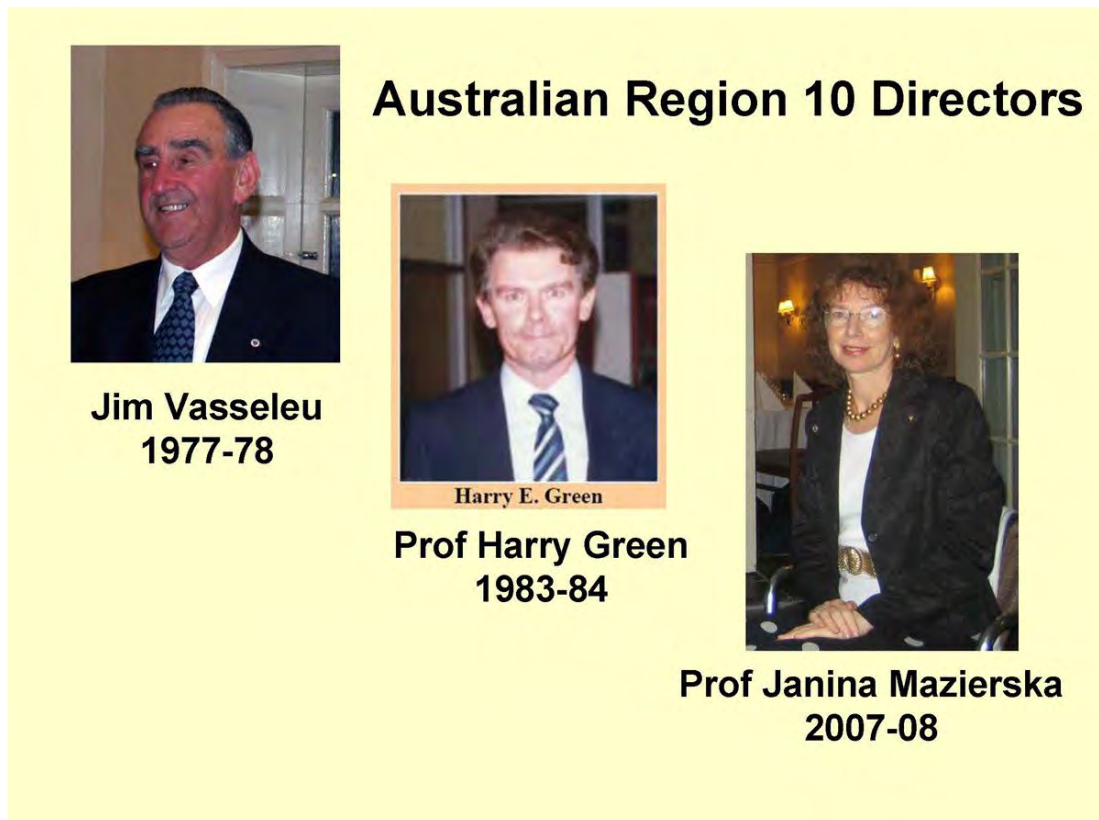 Australian Region 10 Directors
Jim Vasseleu
1977-78
Harry E. Green
Prof Harry Green
1983-84
Prof Janina Mazierska
2007-08